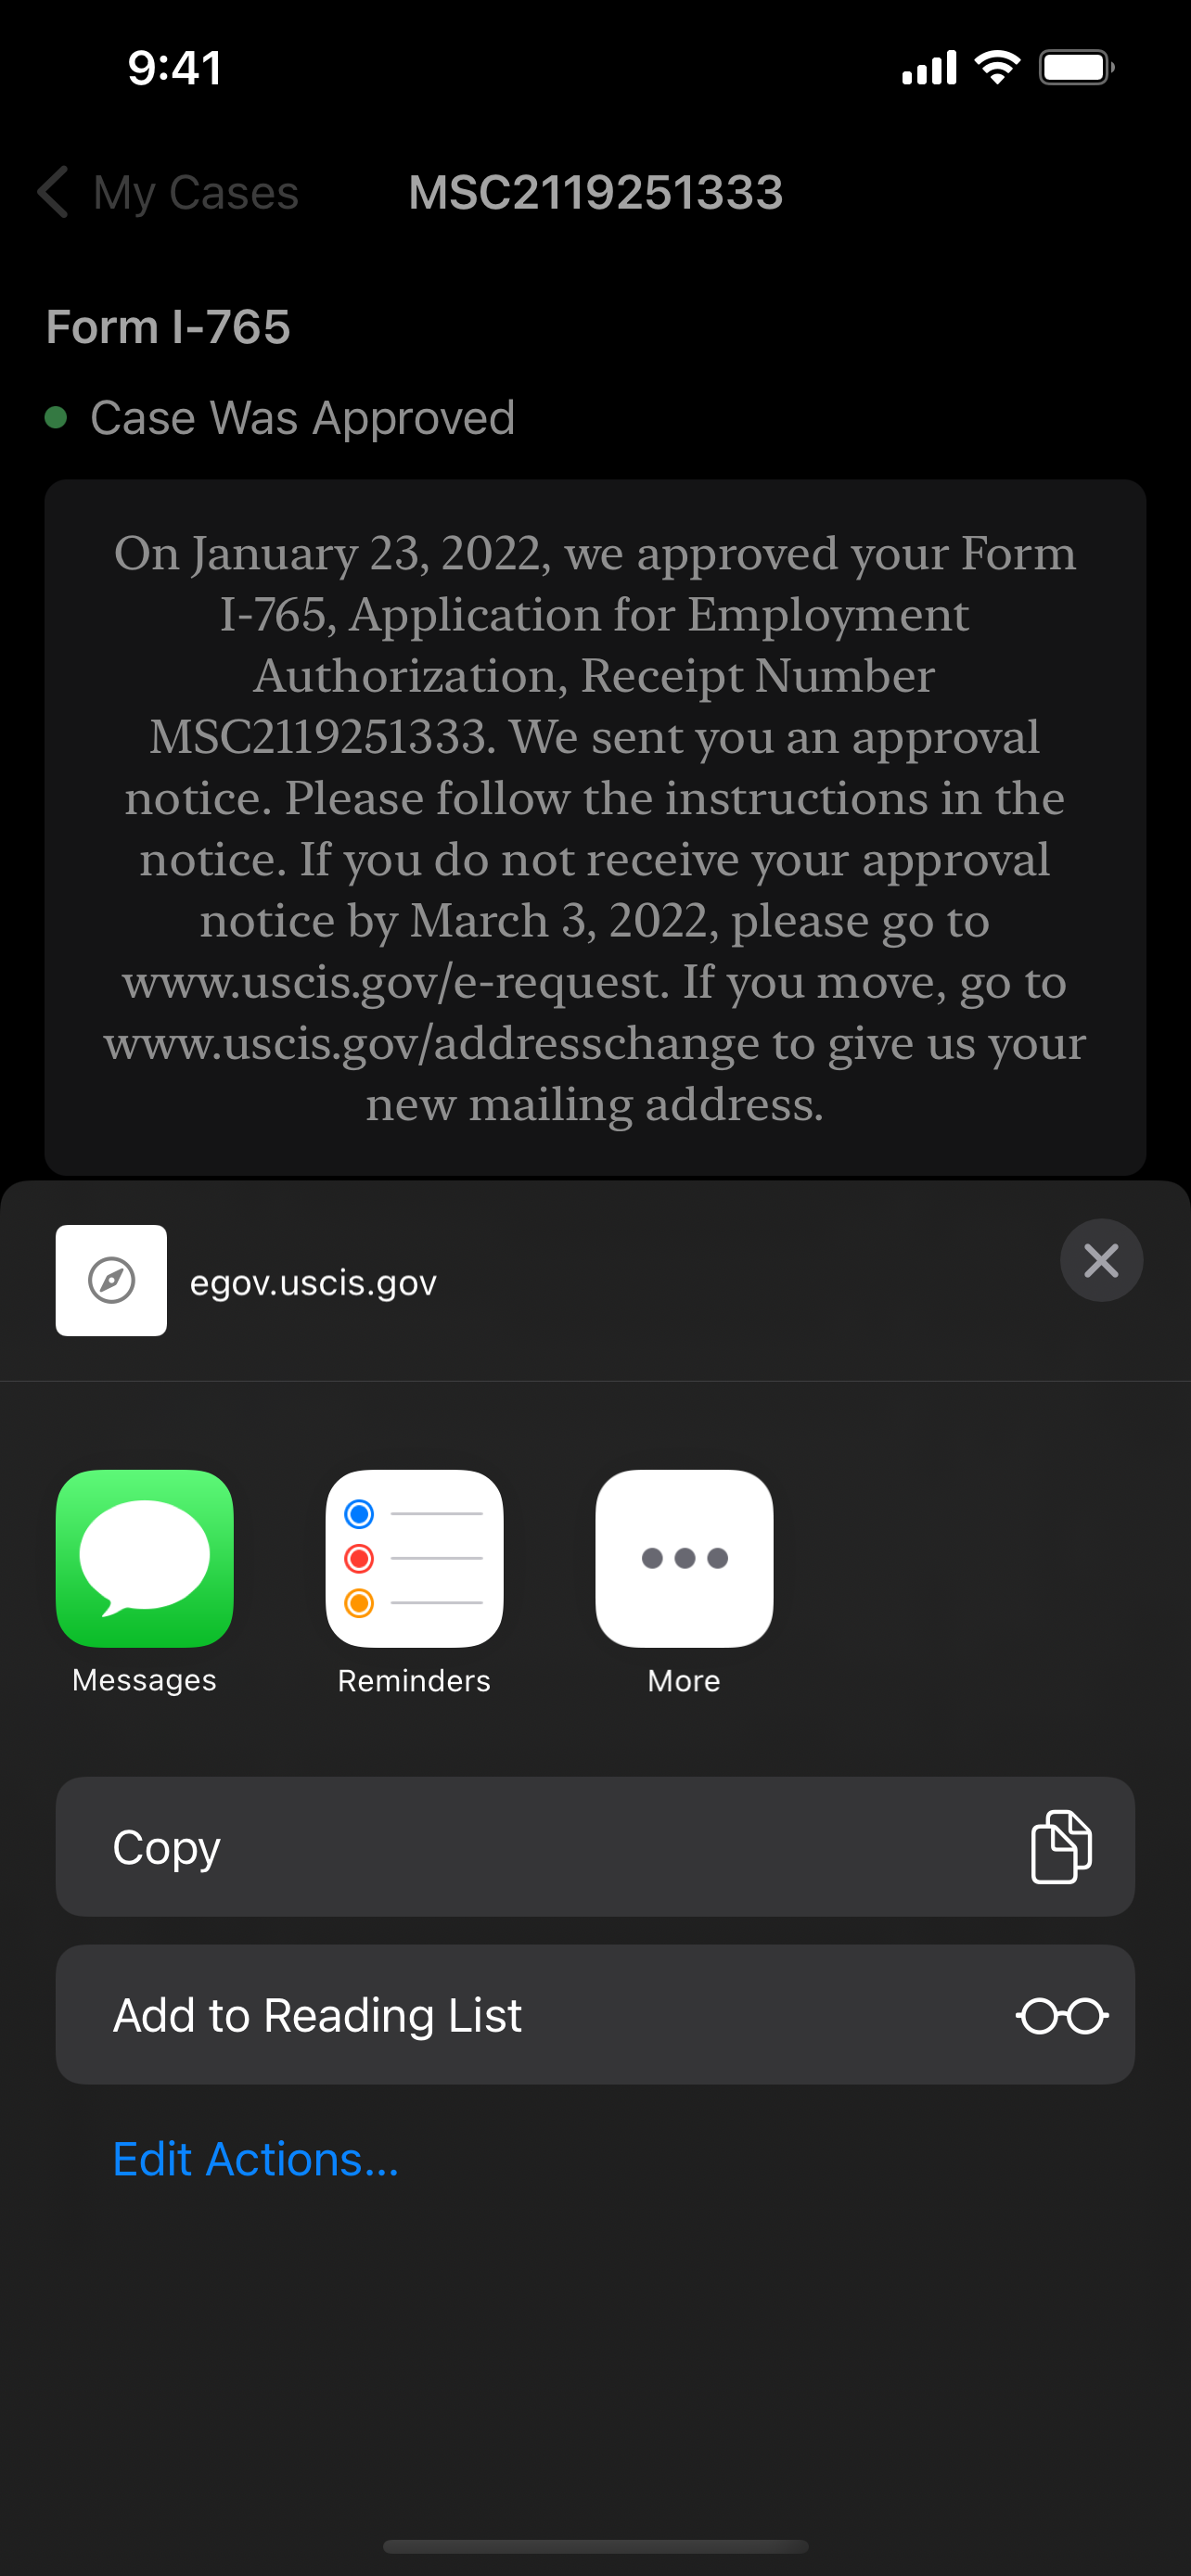 9:41
My Cases
MSC2119251333
Form I-765
Case Was Approved
On January 23, 2022, we approved your Form
I-765, Application for Employment
Authorization, Receipt Number
MSC2119251333. We sent you an approval
notice. Please follow the instructions in the
notice. If you do not receive your approval
notice by March 3, 2022, please go to
www.uscis.gov/e-request. If you move, go to
www.uscis.gov/addresschange to give us your
new mailing address.
egov.uscis.gov
Messages
Reminders
More
Copy
Add to Reading List
Edit Actions...